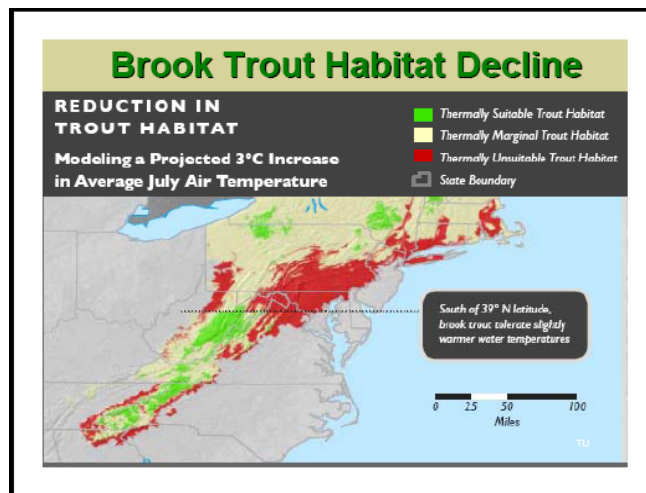 Brook Trout Habitat Decline
REDUCTION IN
TROUT HABITAT
Modeling a Projected 3°C Increase
in Average July Air Temperature
Thermally Suitable Trout Habitat
Thermally Marginal Trout Habitat
Thermally Unsuitable Trout Habitat
State Boundary
South of 39° N latitude,
brook trout tolerate slightly
warmer water temperatures
0 25 50 100
Miles
TU